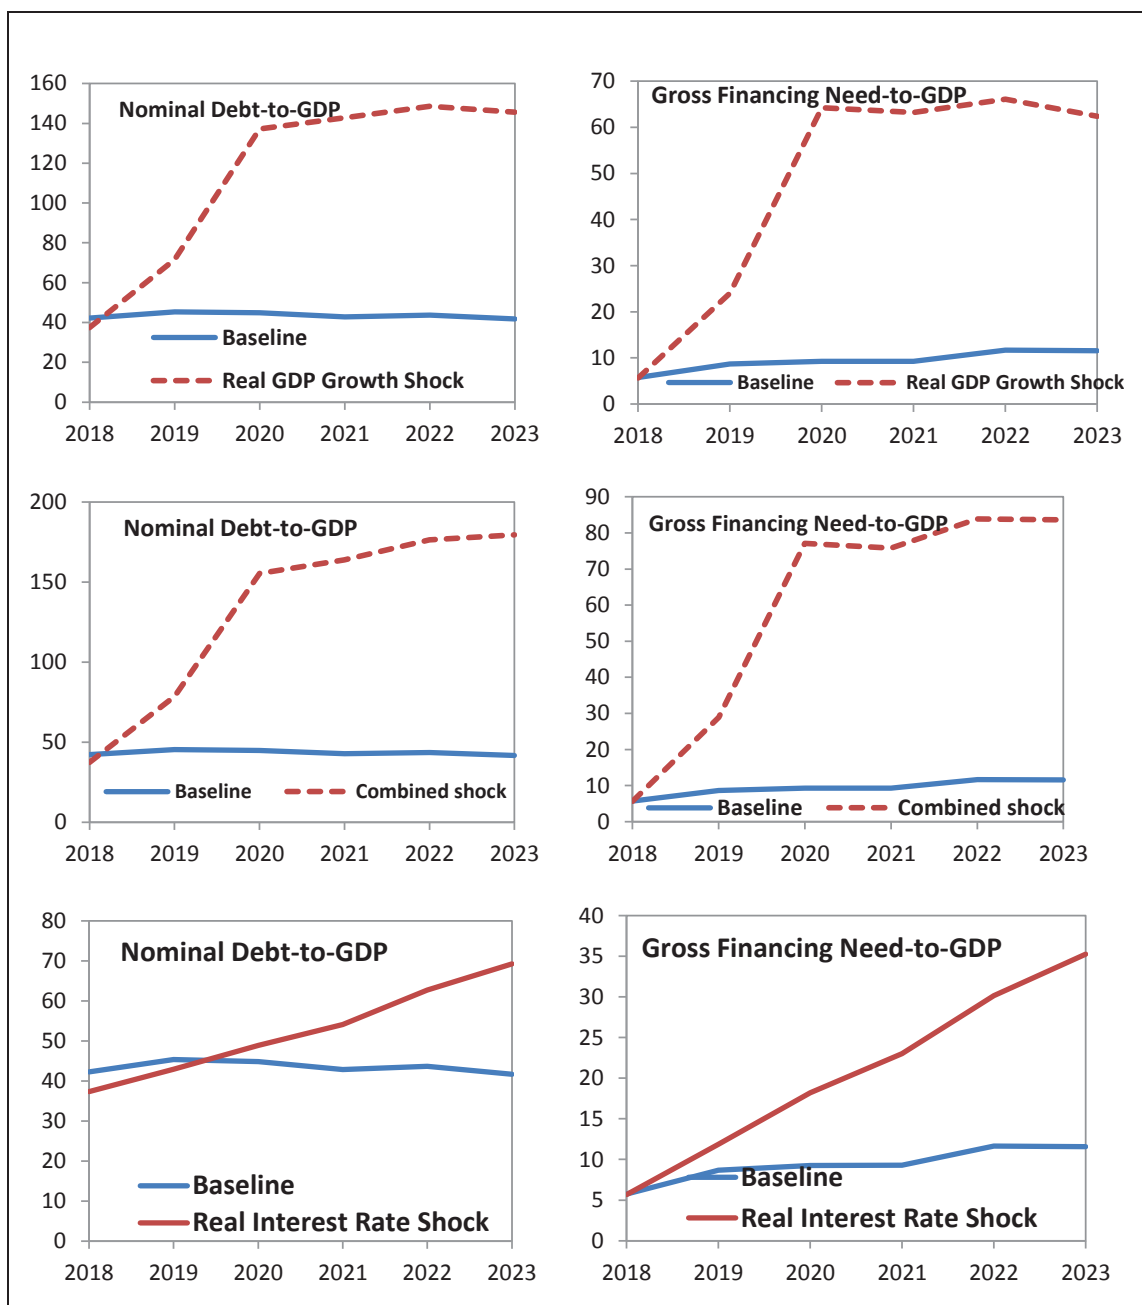 Nominal Debt-to-GDP
160
140
120
100
80
60
40
20
0
Baseline
Real GDP Growth Shock
2018 2019 2020 2021 2022 2023
Gross Financing Need-to-GDP
70
60
50
40
30
20
10
0
Baseline Real GDP Growth Shock
2018 2019 2020 2021 2022 2023
Nominal Debt-to-GDP
200
150
100
50
0
Baseline Combined shock
2018 2019 2020 2021 2022 2023
Gross Financing Need-to-GDP
90
80
70
60
50
40
30
20
10
0
Baseline Combined shock
2018 2019 2020 2021 2022 2023
Nominal Debt-to-GDP
80
70
60
50
40
30
20
10
0
Baseline
Real Interest Rate Shock
2018 2019 2020 2021 2022 2023
Gross Financing Need-to-GDP
40
35
30
25
20
15
10
5
0
Baseline
Real Interest Rate Shock
2018 2019 2020 2021 2022 2023